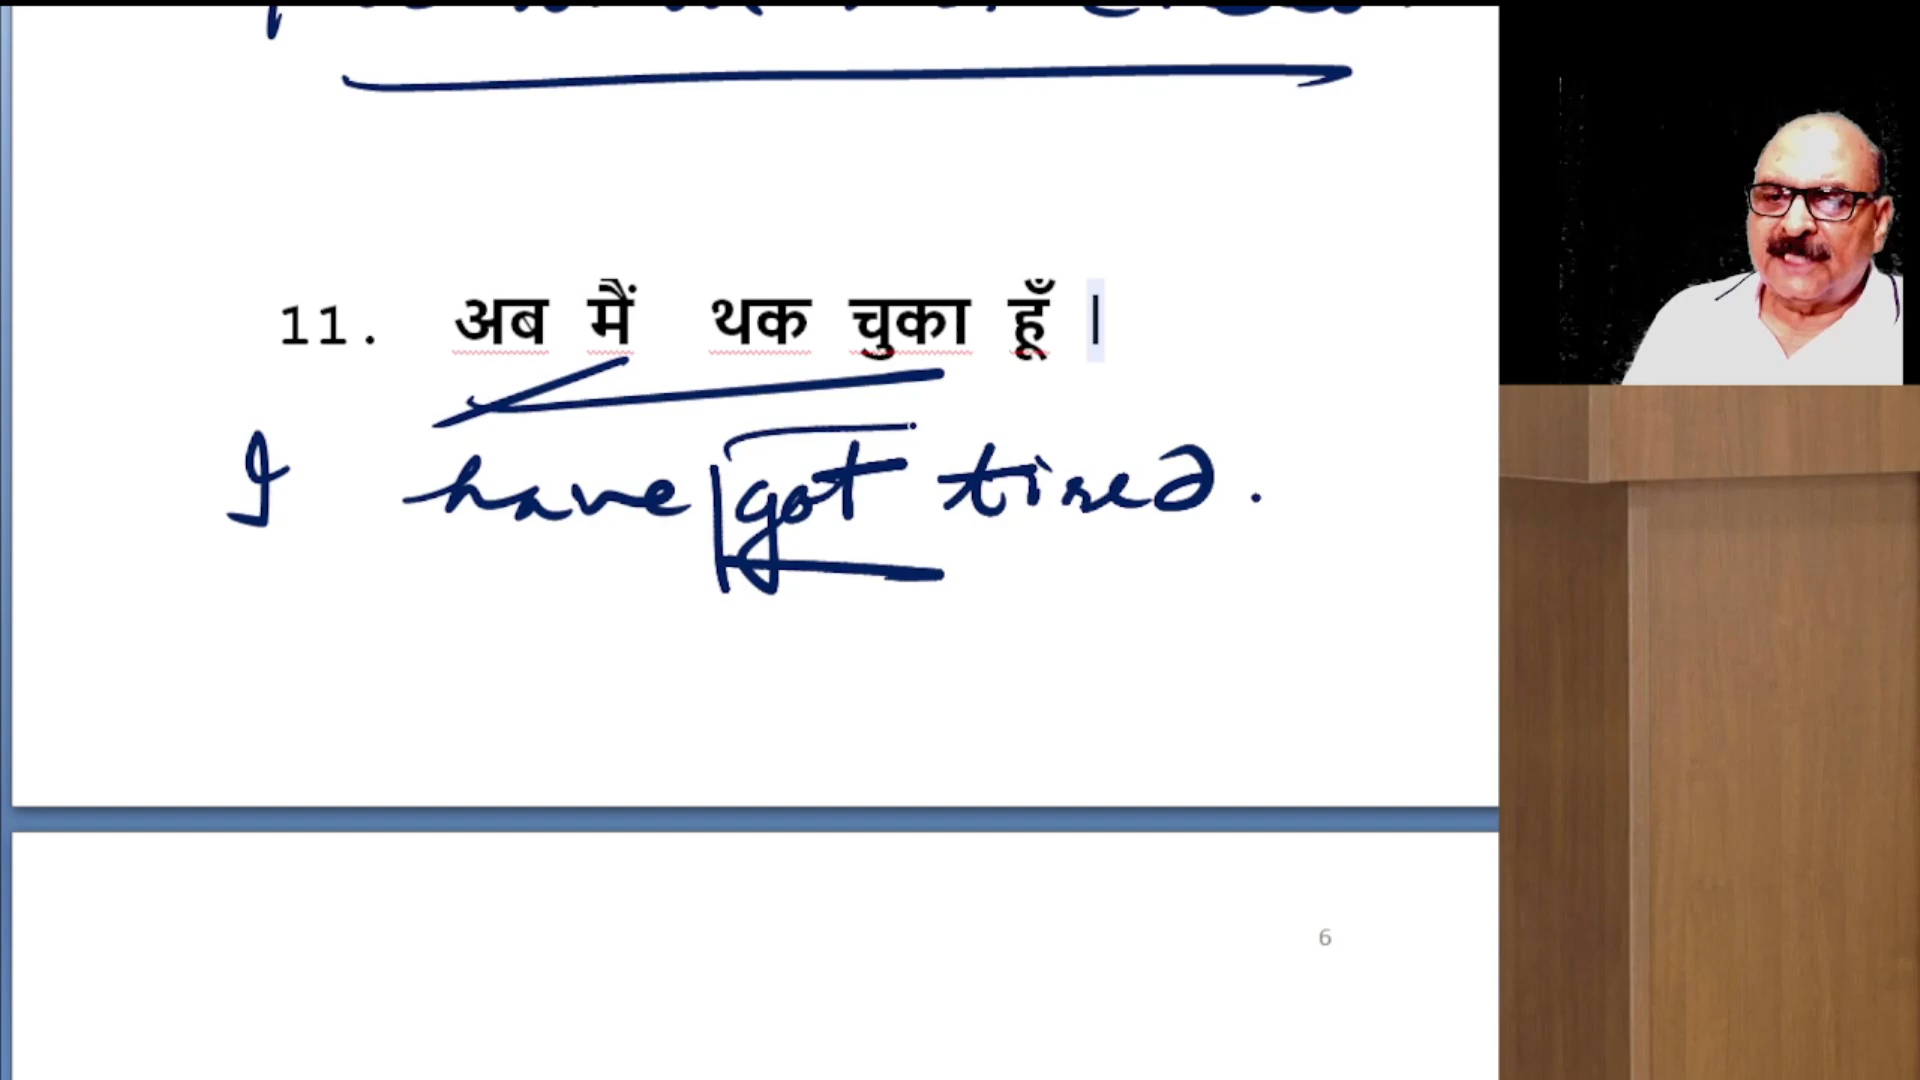 11. अब मैं थक चुका हूँ |
I have got tired.
6